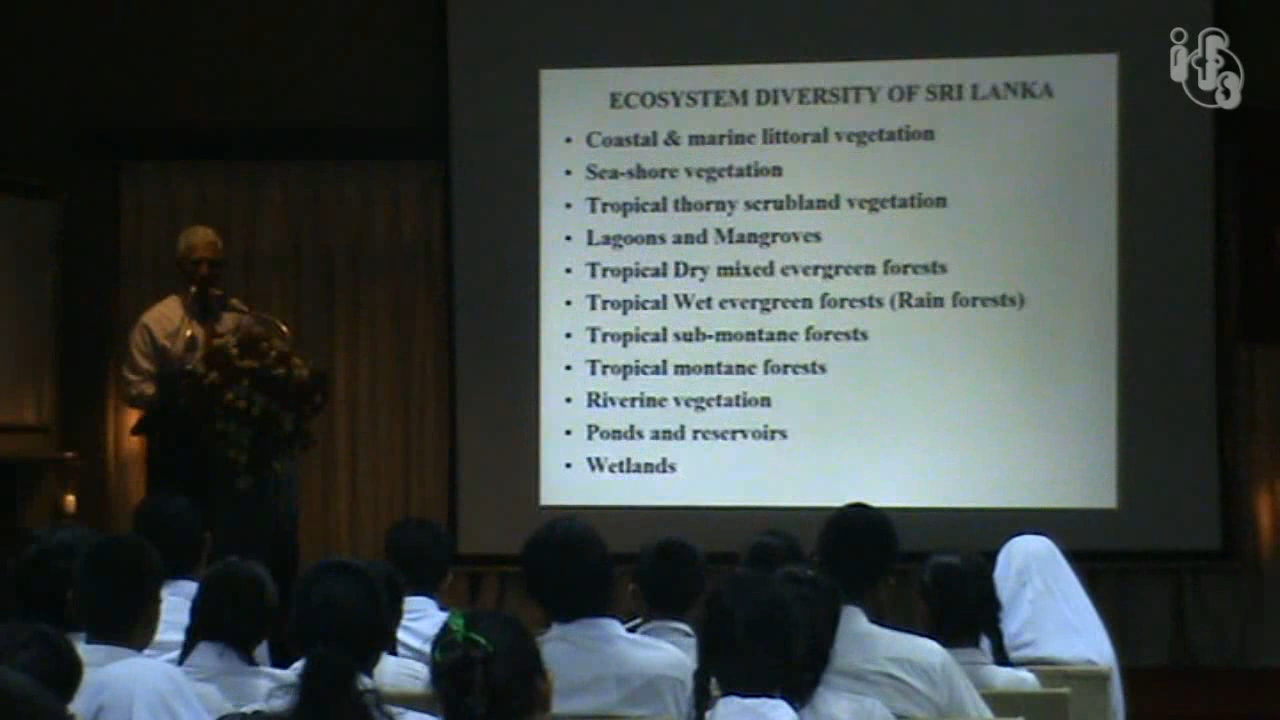 ECOSYSTEM DIVERSITY OF SRI LANKA
• Coastal & marine littoral vegetation
• Sea-shore vegetation
• Tropical thorny scrubland vegetation
• Lagoons and Mangroves
• Tropical Dry mixed evergreen forests
• Tropical Wet evergreen forests (Rain forests)
• Tropical sub-montane forests
• Tropical montane forests
• Riverine vegetation
• Ponds and reservoirs
• Wetlands